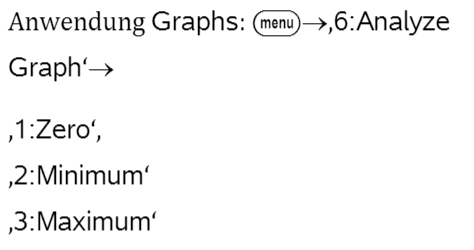 Anwendung Graphs: menu→‚6:Analyze
Graph‘→
‚1:Zero‘,
‚2:Minimum‘
‚3:Maximum‘